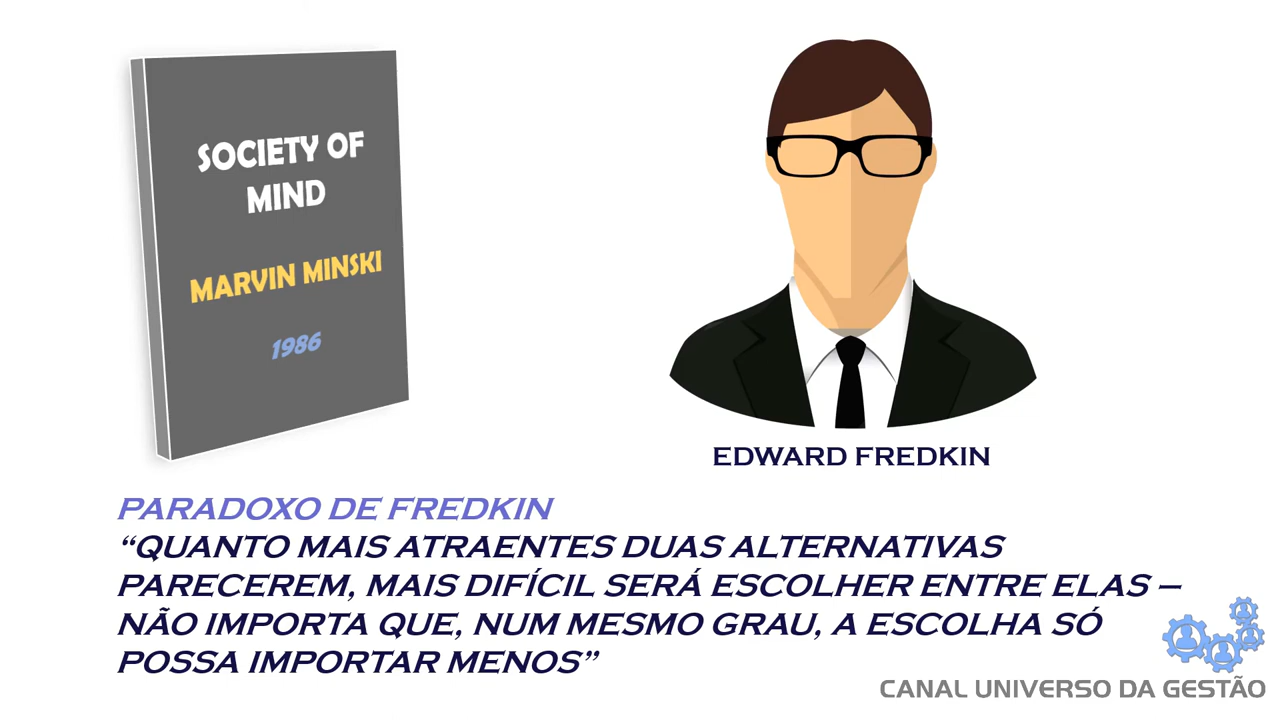 SOCIETY OF
MIND
MARVIN MINSKI
1986
EDWARD FREDKIN
PARADOXO DE FREDKIN
“QUANTO MAIS ATRAENTES DUAS ALTERNATIVAS
PARECEREM, MAIS DIFÍCIL SERÁ ESCOLHER ENTRE ELAS –
NÃO IMPORTA QUE, NUM MESMO GRAU, A ESCOLHA SÓ
POSSA IMPORTAR MENOS”
CANAL UNIVERSO DA GESTÃO